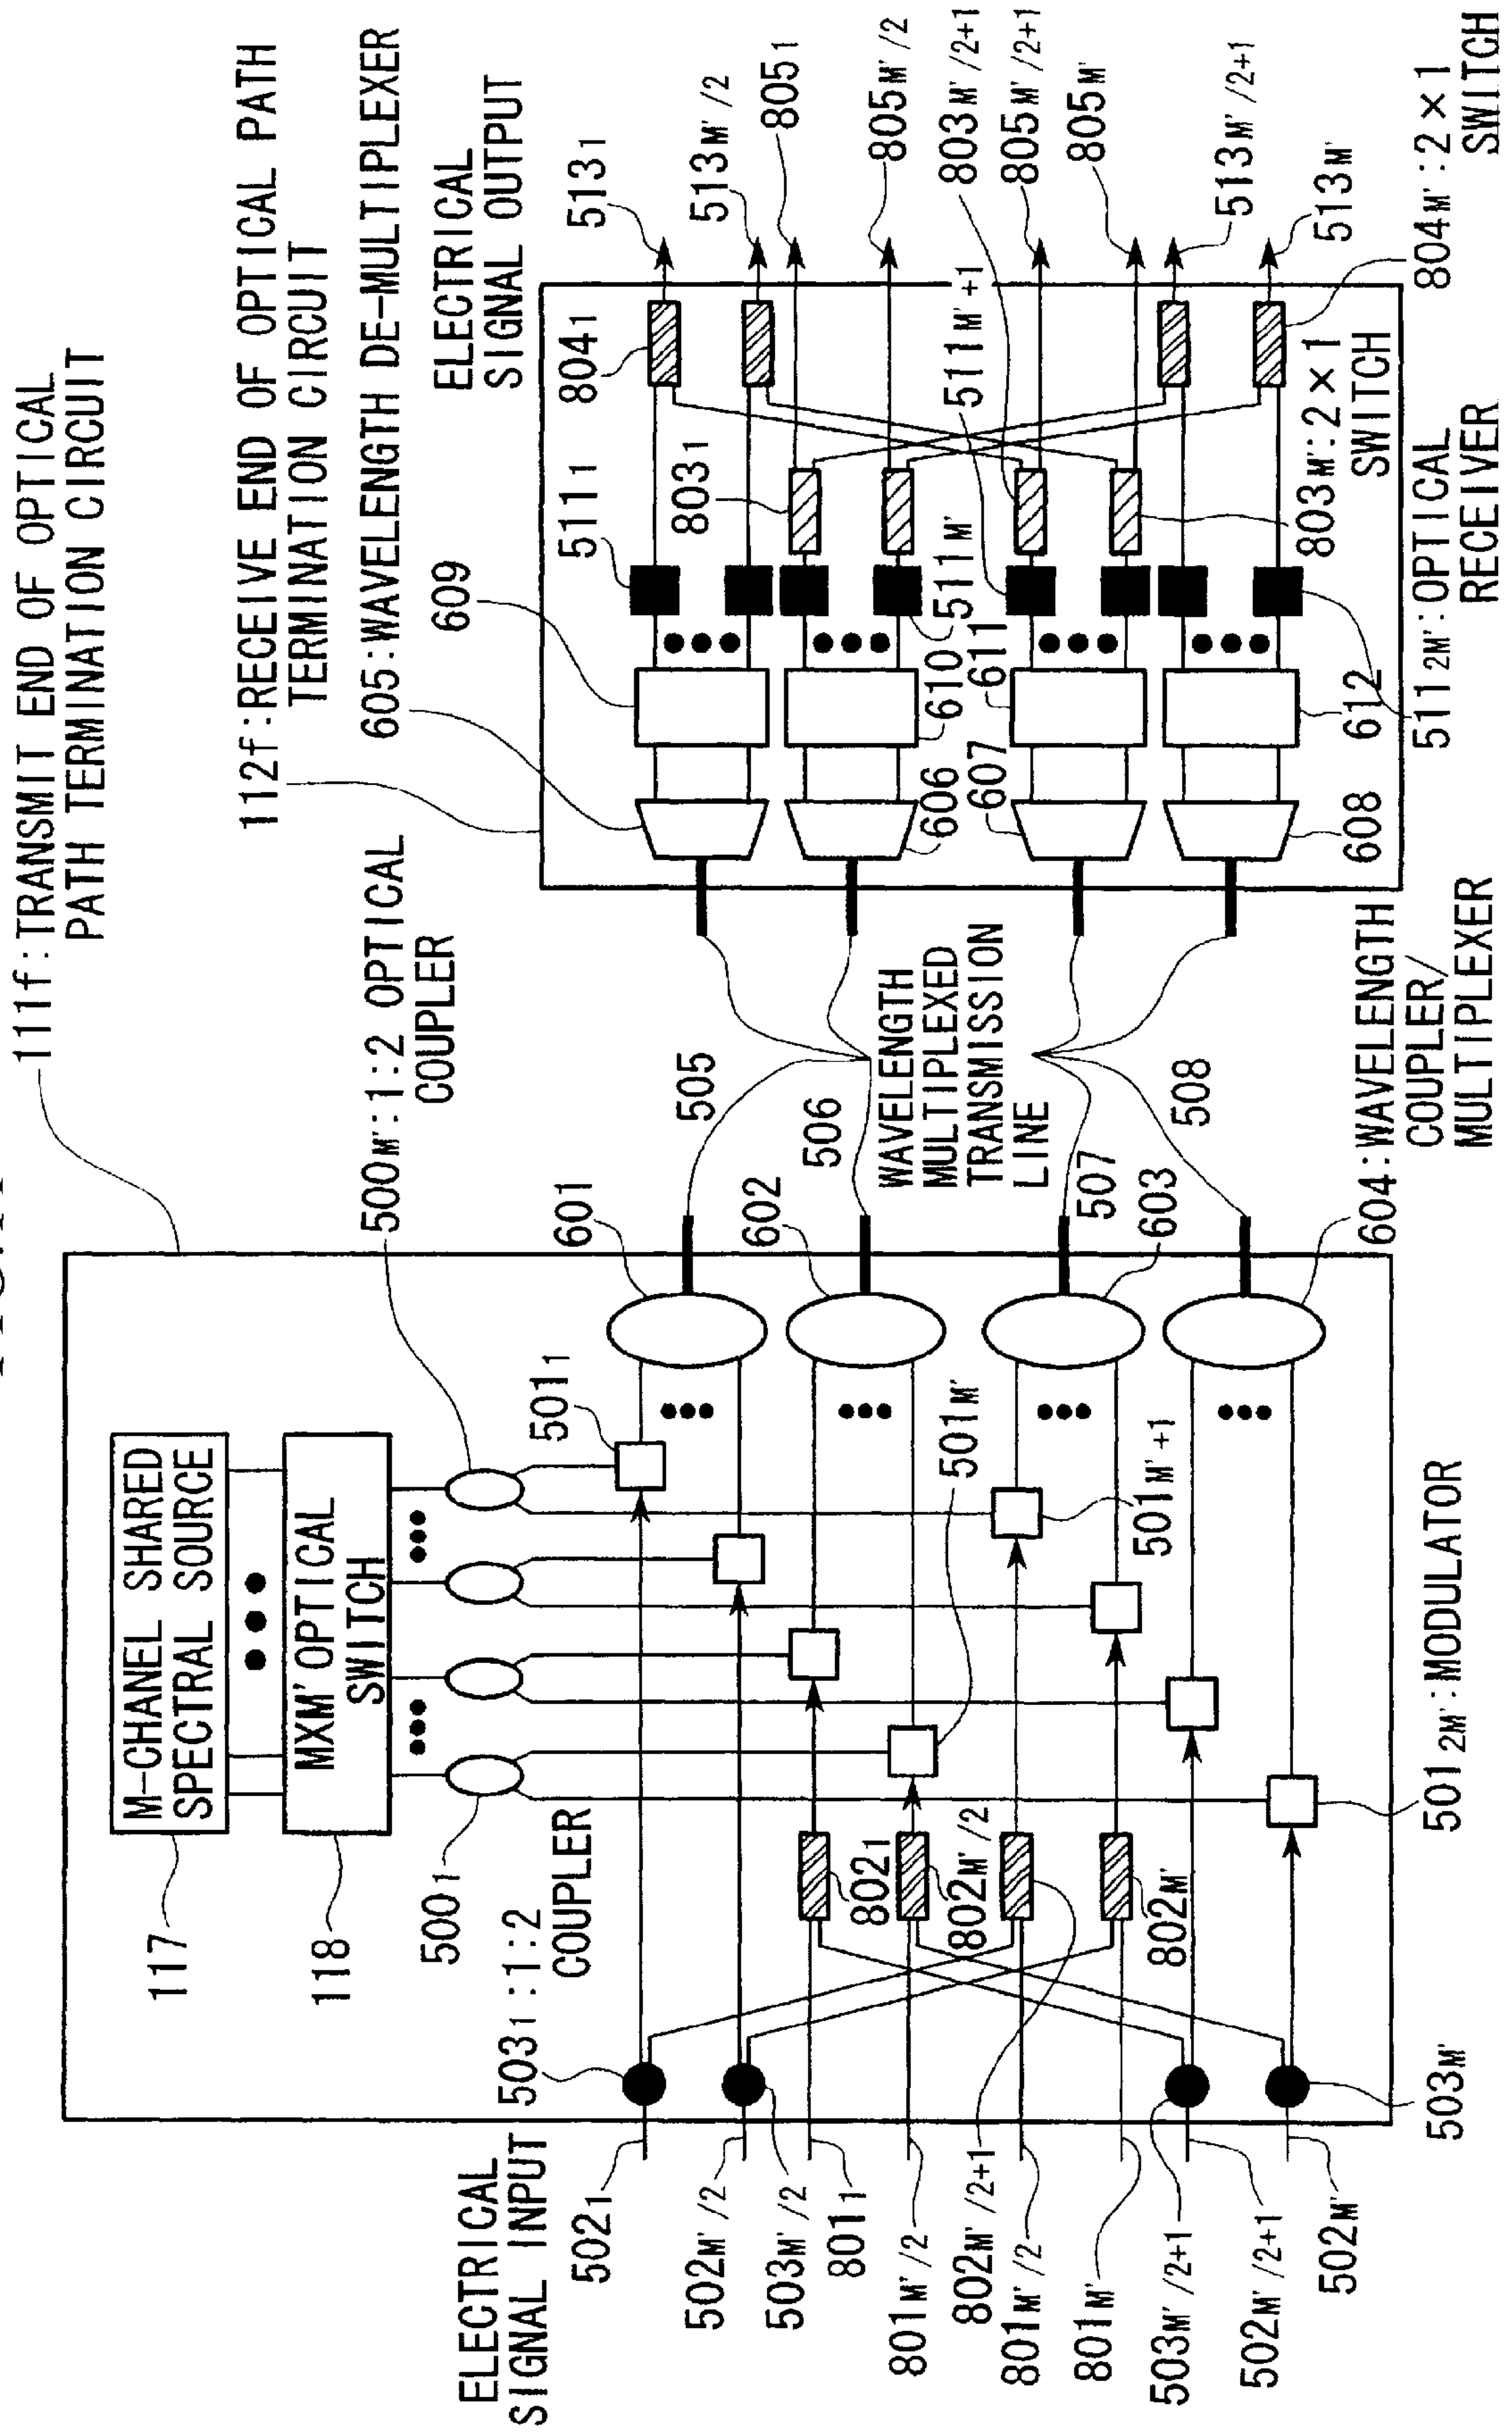 111f:TRANSMIT END OF OPTICAL
PATH TERMINATION CIRCUIT
112f:RECEIVE END OF OPTICAL PATH
TERMINATION CIRCUIT
605:WAVELENGTH DE-MULTIPLEXER
500M':1:2 OPTICAL
COUPLER
ELECTRICAL
SIGNAL OUTPUT
M-CHANEL SHARED
SPECTRAL SOURCE
MXM' OPTICAL
SWITCH
117
118
5001
5031:1:2
COUPLER
ELECTRICAL
SIGNAL INPUT
5021
502M'/2
503M'/2
8011
801M'/2
802M'/2+1
801M'/2
801M'
503M'/2+1
502M'/2+1
502M'
503M'
8021
802M'/2
802M'
5011
501M'
501M'+1
5012M':MODULATOR
601
602
603
604:WAVELENGTH
COUPLER/
MULTIPLEXER
505
506
507
508
WAVELENGTH
MULTIPLEXED
TRANSMISSION
LINE
606
607
608
609
610
611
612
5111
511M'
511M'+1
5112M':OPTICAL
RECEIVER
8031
803M':2×1
SWITCH
8041
5131
513M'/2
8051
805M'/2
803M'/2+1
805M'/2+1
805M'
513M'/2+1
513M'
804M':2×1
SWITCH